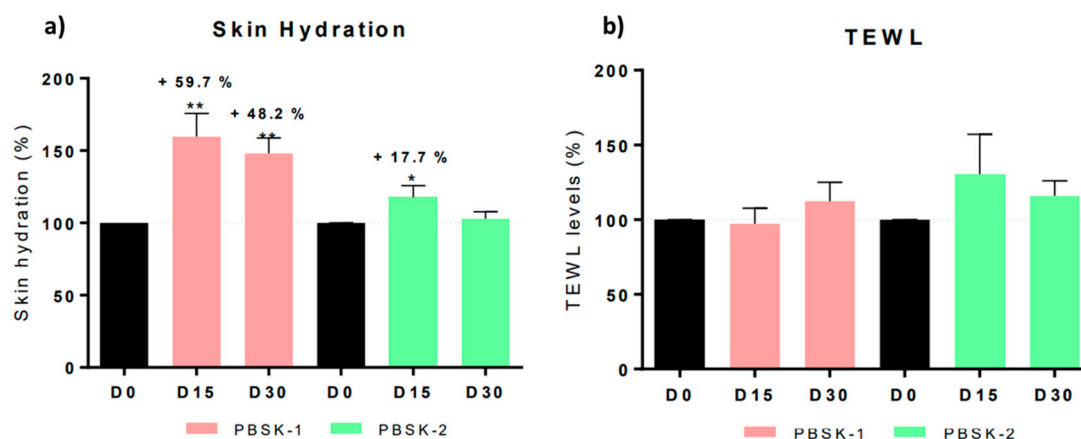 a)
Skin Hydration
Skin hydration (%)
200
150
100
50
0
+ 59.7 %
**
+ 48.2 %
**
+ 17.7 %
*
D0 D15 D30 D0 D15 D30
PBSK-1 PBSK-2
b)
TEWL
TEWL levels (%)
200
150
100
50
0
D0 D15 D30 D0 D15 D30
PBSK-1 PBSK-2